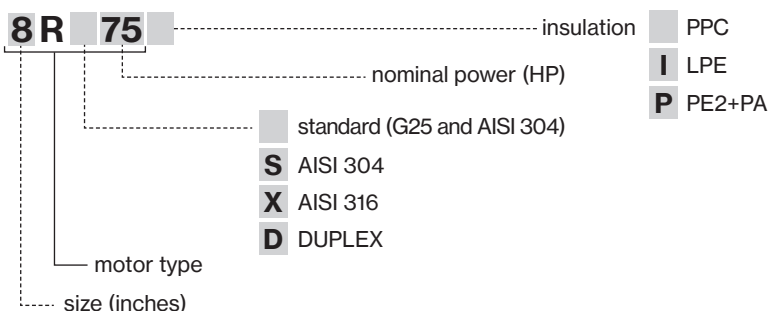 8R 75
insulation
PPC
I LPE
P PE2+PA
nominal power (HP)
standard (G25 and AISI 304)
S AISI 304
X AISI 316
D DUPLEX
motor type
size (inches)